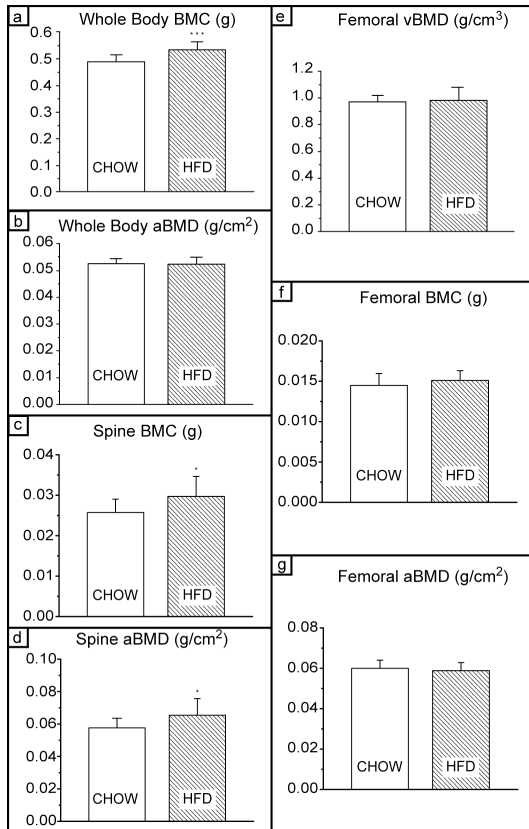 a
Whole Body BMC (g)
0.6
0.5
0.4
0.3
0.2
0.1
0.0
***
CHOW
HFD
b
Whole Body aBMD (g/cm²)
0.06
0.05
0.04
0.03
0.02
0.01
0.00
CHOW
HFD
c
Spine BMC (g)
0.04
0.03
0.02
0.01
0.00
*
CHOW
HFD
d
Spine aBMD (g/cm²)
0.10
0.08
0.06
0.04
0.02
0.00
*
CHOW
HFD
e
Femoral vBMD (g/cm³)
1.2
1.0
0.8
0.6
0.4
0.2
0.0
CHOW
HFD
f
Femoral BMC (g)
0.020
0.015
0.010
0.005
0.000
CHOW
HFD
g
Femoral aBMD (g/cm²)
0.08
0.06
0.04
0.02
0.00
CHOW
HFD